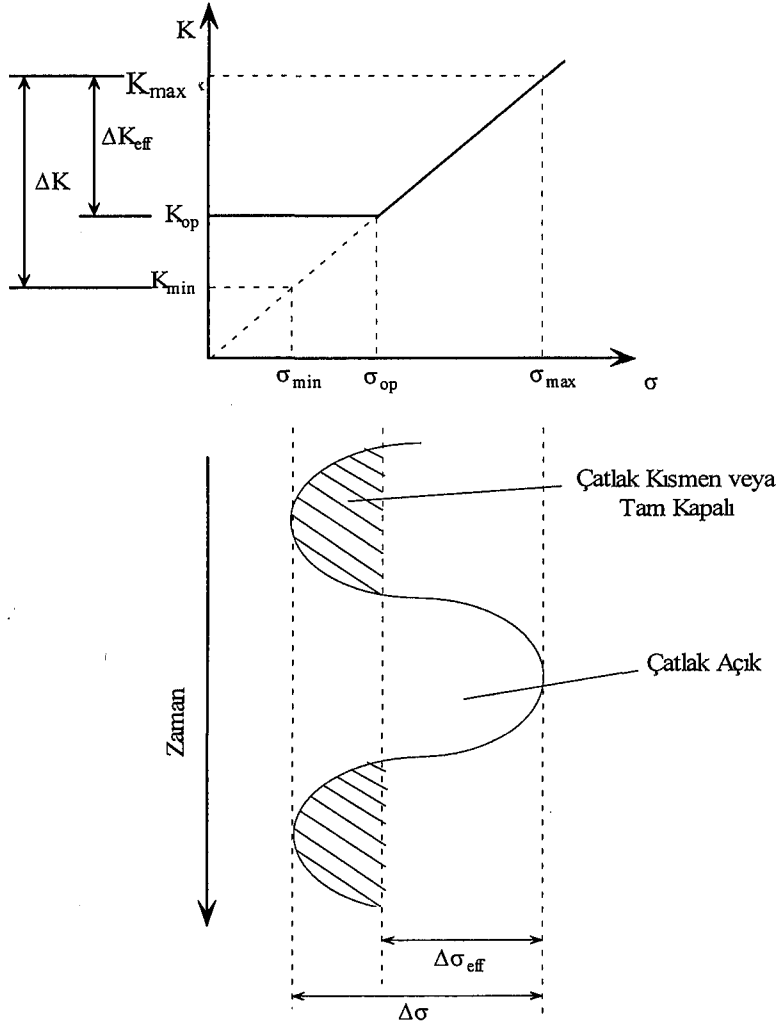 K
K_max
ΔK_eff
ΔK
K_op
K_min
σ_min
σ_op
σ_max
σ
Çatlak Kısmen veya
Tam Kapalı
Çatlak Açık
Zaman
Δσ_eff
Δσ